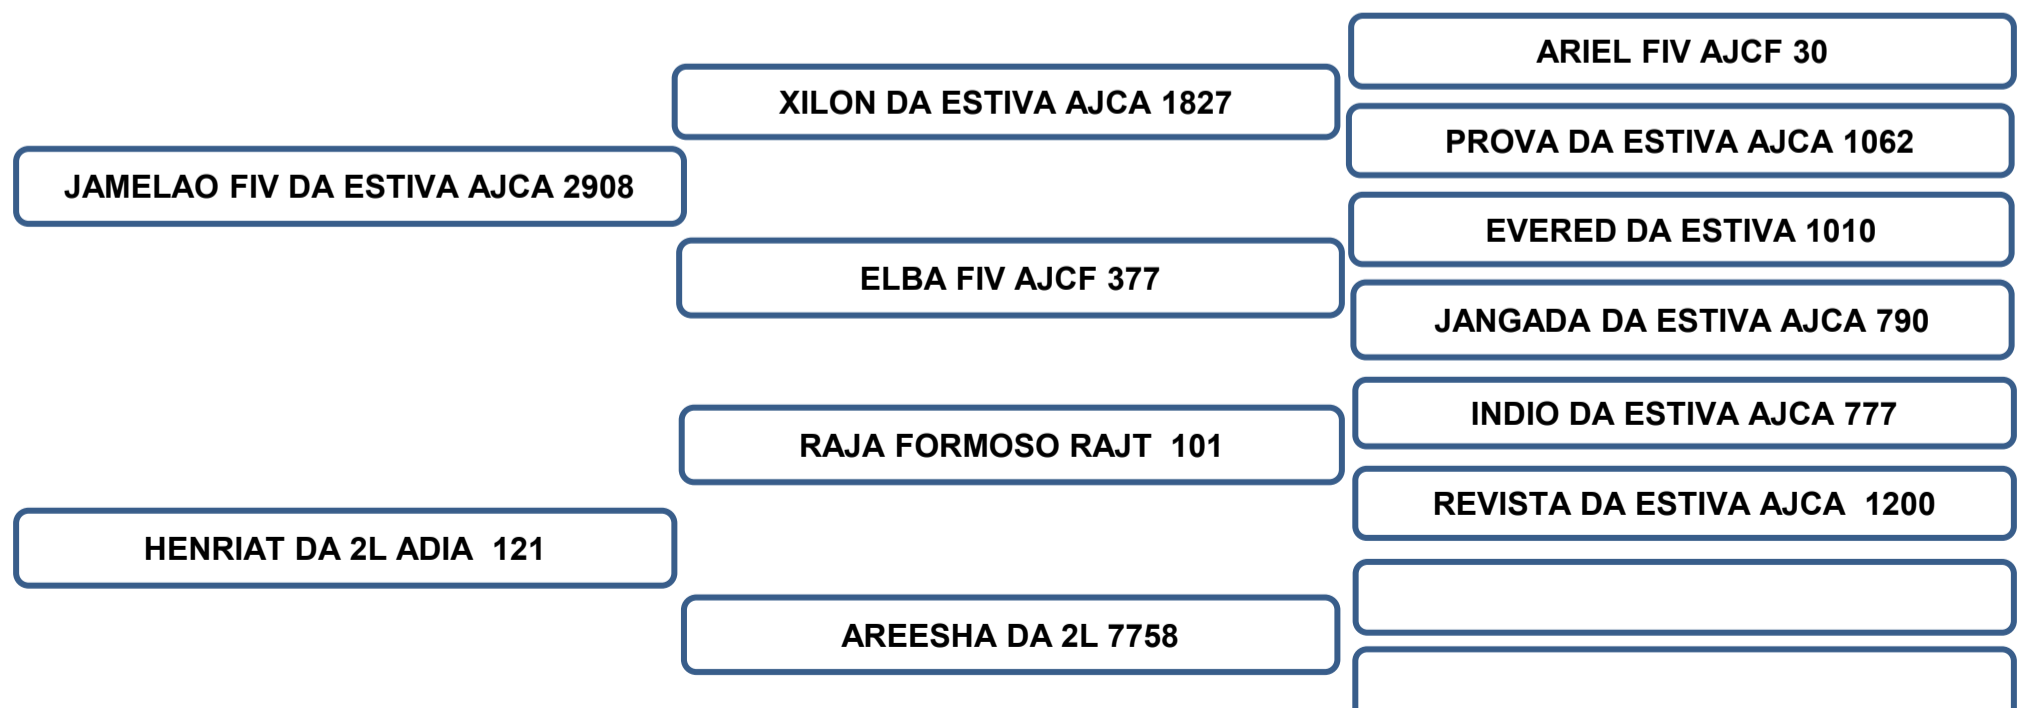 ARIEL FIV AJCF 30
XILON DA ESTIVA AJCA 1827
PROVA DA ESTIVA AJCA 1062
JAMELAO FIV DA ESTIVA AJCA 2908
EVERED DA ESTIVA 1010
ELBA FIV AJCF 377
JANGADA DA ESTIVA AJCA 790
INDIO DA ESTIVA AJCA 777
RAJA FORMOSO RAJT 101
REVISTA DA ESTIVA AJCA 1200
HENRIAT DA 2L ADIA 121
AREESHA DA 2L 7758